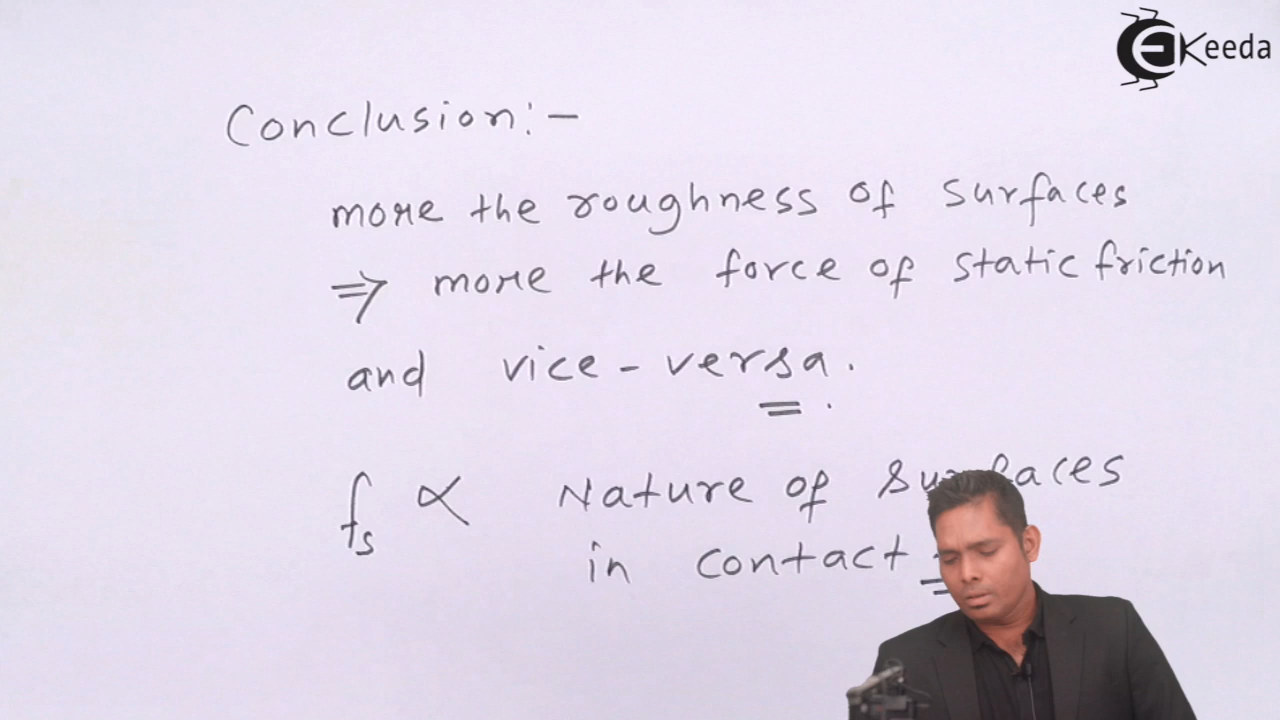 EKeeda
Conclusion:-
more the roughness of surfaces
⇒ more the force of static friction
and vice-versa.
fs ∝ Nature of surfaces
in contact